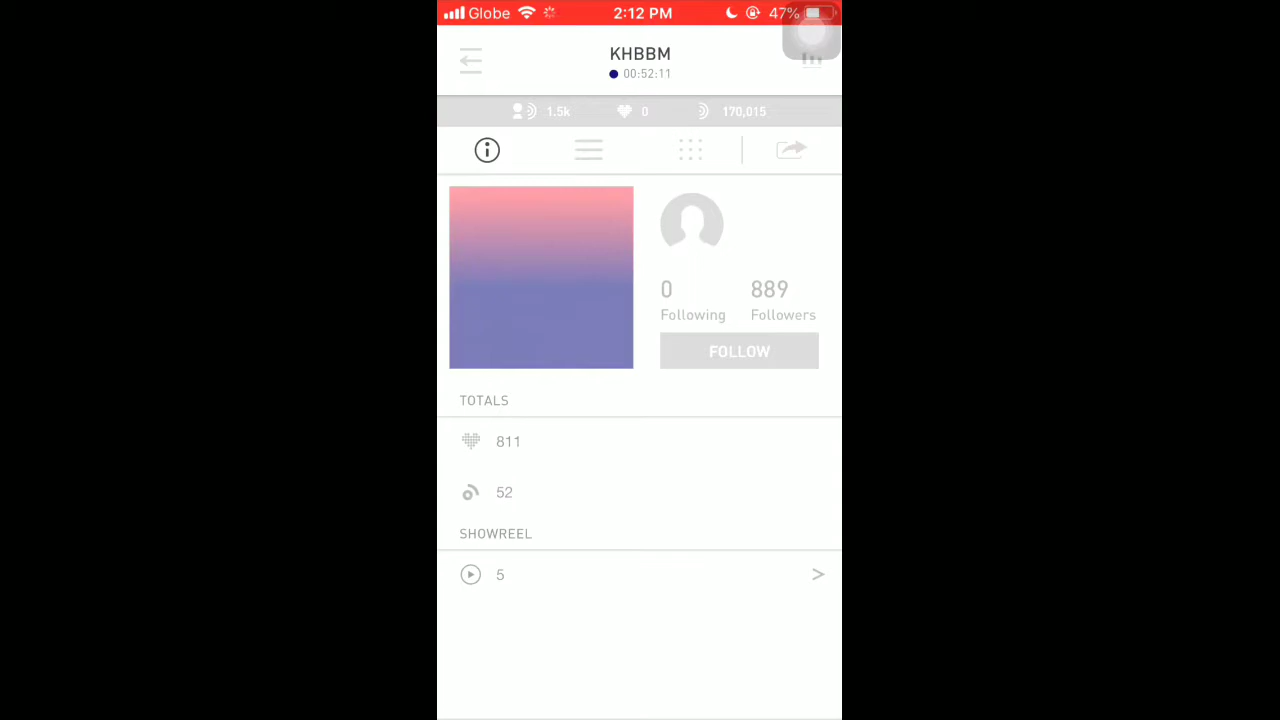 Globe 2:12 PM 47%
KHBBM
00:52:11
1.5k 0 170,015
0 889
Following Followers
FOLLOW
TOTALS
811
52
SHOWREEL
5 >